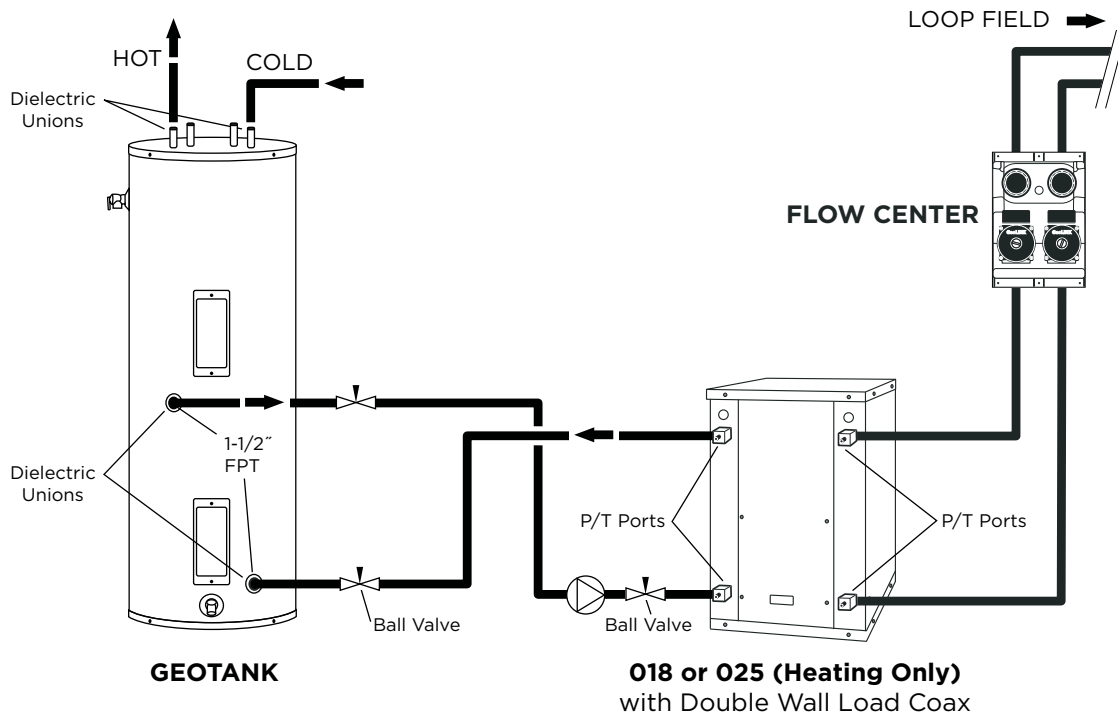 LOOP FIELD
HOT
COLD
Dielectric
Unions
FLOW CENTER
1-1/2˝
FPT
Dielectric
Unions
P/T Ports
P/T Ports
Ball Valve
Ball Valve
GEOTANK
018 or 025 (Heating Only)
with Double Wall Load Coax